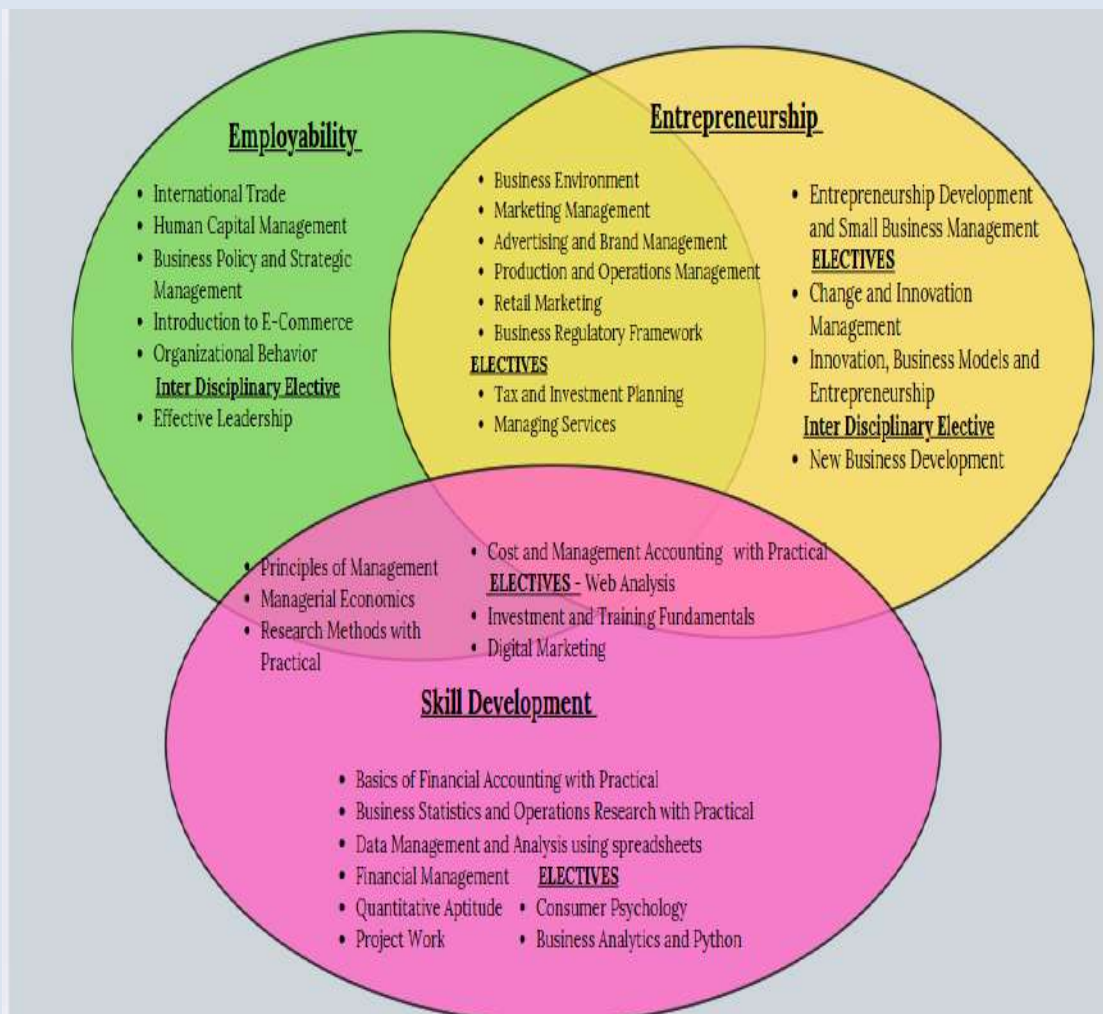 Employability
• International Trade
• Human Capital Management
• Business Policy and Strategic
Management
• Introduction to E-Commerce
• Organizational Behavior
Inter Disciplinary Elective
• Effective Leadership
Entrepreneurship
• Business Environment
• Marketing Management
• Advertising and Brand Management
• Production and Operations Management
• Retail Marketing
• Business Regulatory Framework
ELECTIVES
• Tax and Investment Planning
• Managing Services
• Entrepreneurship Development
and Small Business Management
ELECTIVES
• Change and Innovation
Management
• Innovation, Business Models and
Entrepreneurship
Inter Disciplinary Elective
• New Business Development
• Principles of Management
• Managerial Economics
• Research Methods with
Practical
• Cost and Management Accounting with Practical
ELECTIVES - Web Analysis
• Investment and Training Fundamentals
• Digital Marketing
Skill Development
• Basics of Financial Accounting with Practical
• Business Statistics and Operations Research with Practical
• Data Management and Analysis using spreadsheets
• Financial Management
• Quantitative Aptitude
• Project Work
ELECTIVES
• Consumer Psychology
• Business Analytics and Python